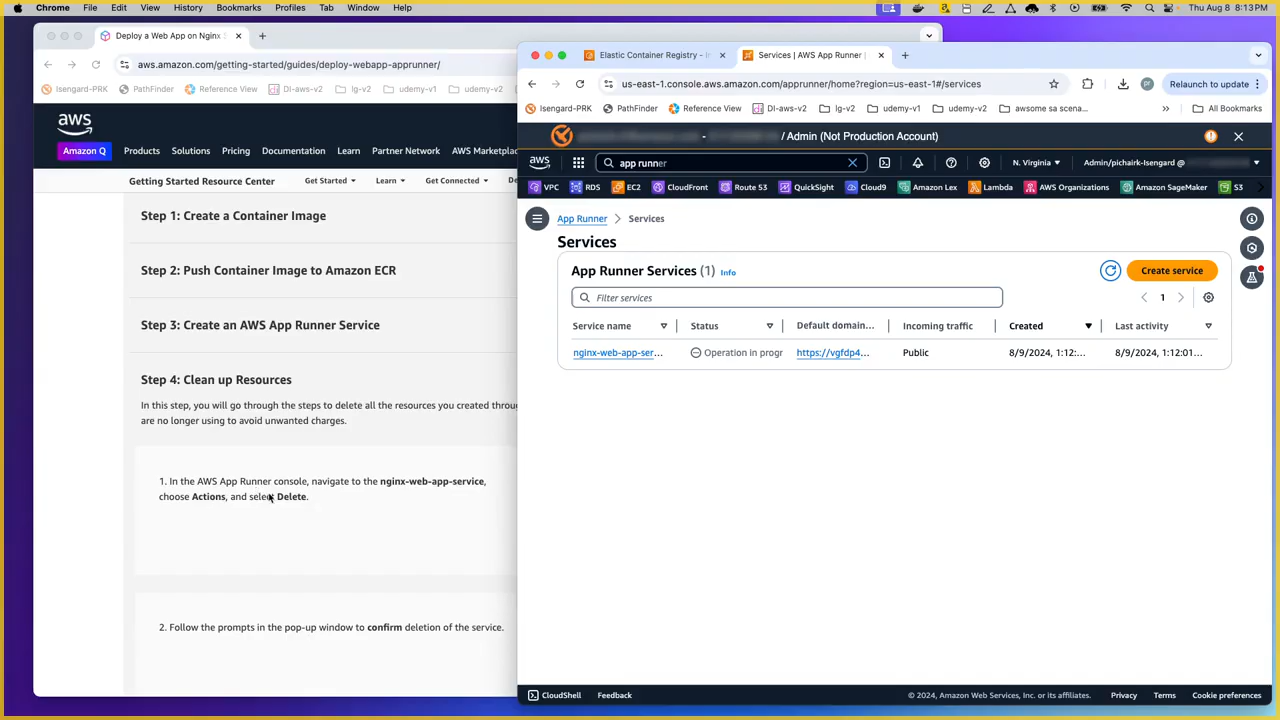 Chrome File Edit View History Bookmarks Profiles Tab Window Help Thu Aug 8 8:13 PM
Deploy a Web App on Nginx
aws.amazon.com/getting-started/guides/deploy-webapp-apprunner/
Isengard-PRK PathFinder Reference View DI-aws-v2 lg-v2 udemy-v1 udemy-v2
aws
Amazon Q Products Solutions Pricing Documentation Learn Partner Network AWS Marketplac
Getting Started Resource Center Get Started Learn Get Connected De
Step 1: Create a Container Image
Step 2: Push Container Image to Amazon ECR
Step 3: Create an AWS App Runner Service
Step 4: Clean up Resources
In this step, you will go through the steps to delete all the resources you created throu
are no longer using to avoid unwanted charges.
1. In the AWS App Runner console, navigate to the nginx-web-app-service,
choose Actions, and select Delete.
2. Follow the prompts in the pop-up window to confirm deletion of the service.
Elastic Container Registry - Services | AWS App Runner
us-east-1.console.aws.amazon.com/apprunner/home?region=us-east-1#/services pr Relaunch to update
Isengard-PRK PathFinder Reference View DI-aws-v2 lg-v2 udemy-v1 udemy-v2 awsome sa scena... » All Bookmarks
- / Admin (Not Production Account)
aws app runner N. Virginia Admin/pichairk-Isengard @
VPC RDS EC2 CloudFront Route 53 QuickSight Cloud9 Amazon Lex Lambda AWS Organizations Amazon SageMaker S3
App Runner > Services
Services
App Runner Services (1) Info Create service
Filter services 1
Service name Status Default domain... Incoming traffic Created Last activity
nginx-web-app-ser... Operation in progr https://vgfdp4... Public 8/9/2024, 1:12:... 8/9/2024, 1:12:01...
CloudShell Feedback © 2024, Amazon Web Services, Inc. or its affiliates. Privacy Terms Cookie preferences